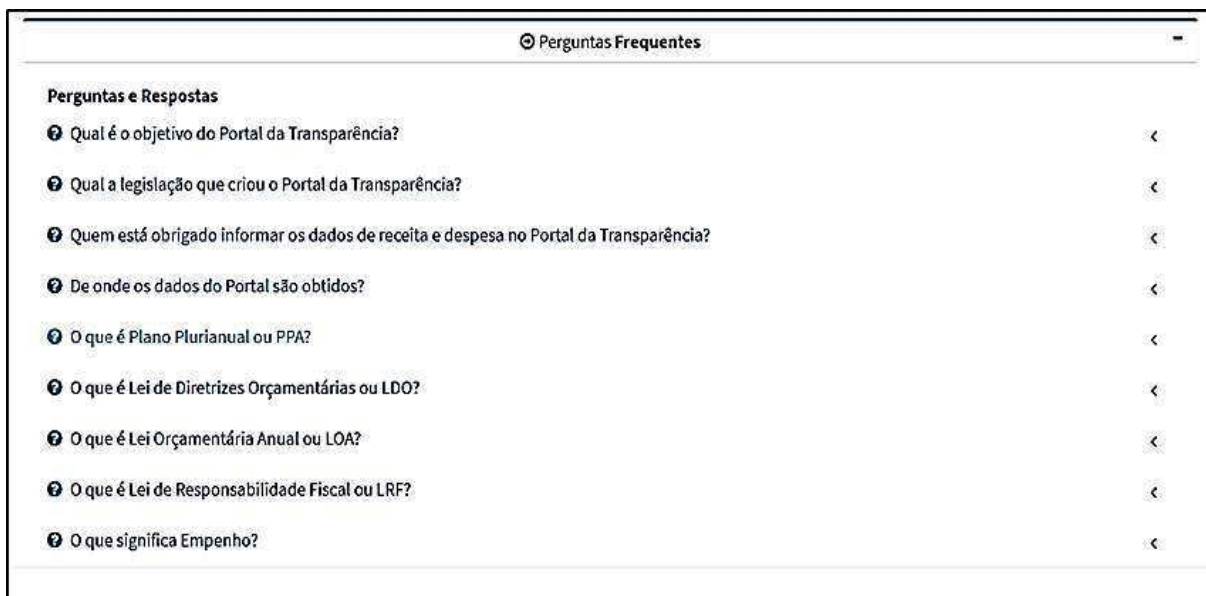 Perguntas Frequentes
Perguntas e Respostas
Qual é o objetivo do Portal da Transparência?
Qual a legislação que criou o Portal da Transparência?
Quem está obrigado informar os dados de receita e despesa no Portal da Transparência?
De onde os dados do Portal são obtidos?
O que é Plano Plurianual ou PPA?
O que é Lei de Diretrizes Orçamentárias ou LDO?
O que é Lei Orçamentária Anual ou LOA?
O que é Lei de Responsabilidade Fiscal ou LRF?
O que significa Empenho?